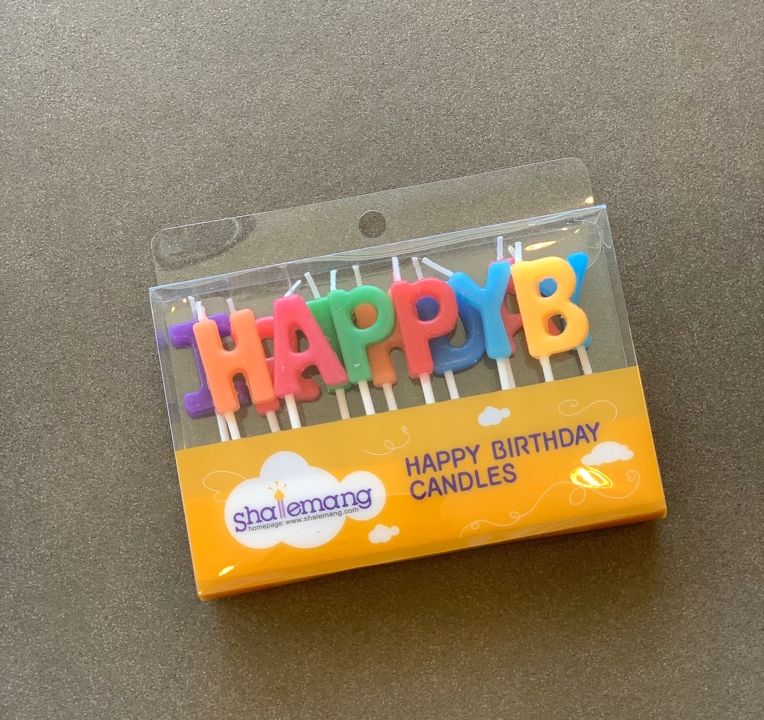 HAPPYB
shalemang
homepage: www.shalemang.com
HAPPY BIRTHDAY
CANDLES